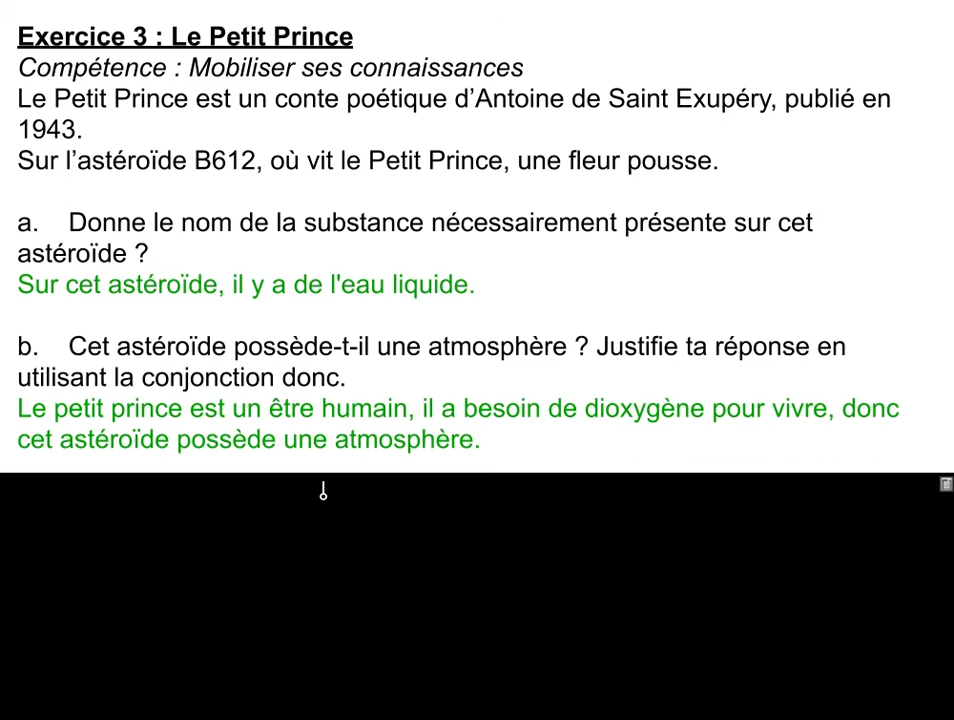 Exercice 3 : Le Petit Prince
Compétence : Mobiliser ses connaissances
Le Petit Prince est un conte poétique d’Antoine de Saint Exupéry, publié en
1943.
Sur l’astéroïde B612, où vit le Petit Prince, une fleur pousse.
a. Donne le nom de la substance nécessairement présente sur cet
astéroïde ?
Sur cet astéroïde, il y a de l'eau liquide.
b. Cet astéroïde possède-t-il une atmosphère ? Justifie ta réponse en
utilisant la conjonction donc.
Le petit prince est un être humain, il a besoin de dioxygène pour vivre, donc
cet astéroïde possède une atmosphère.